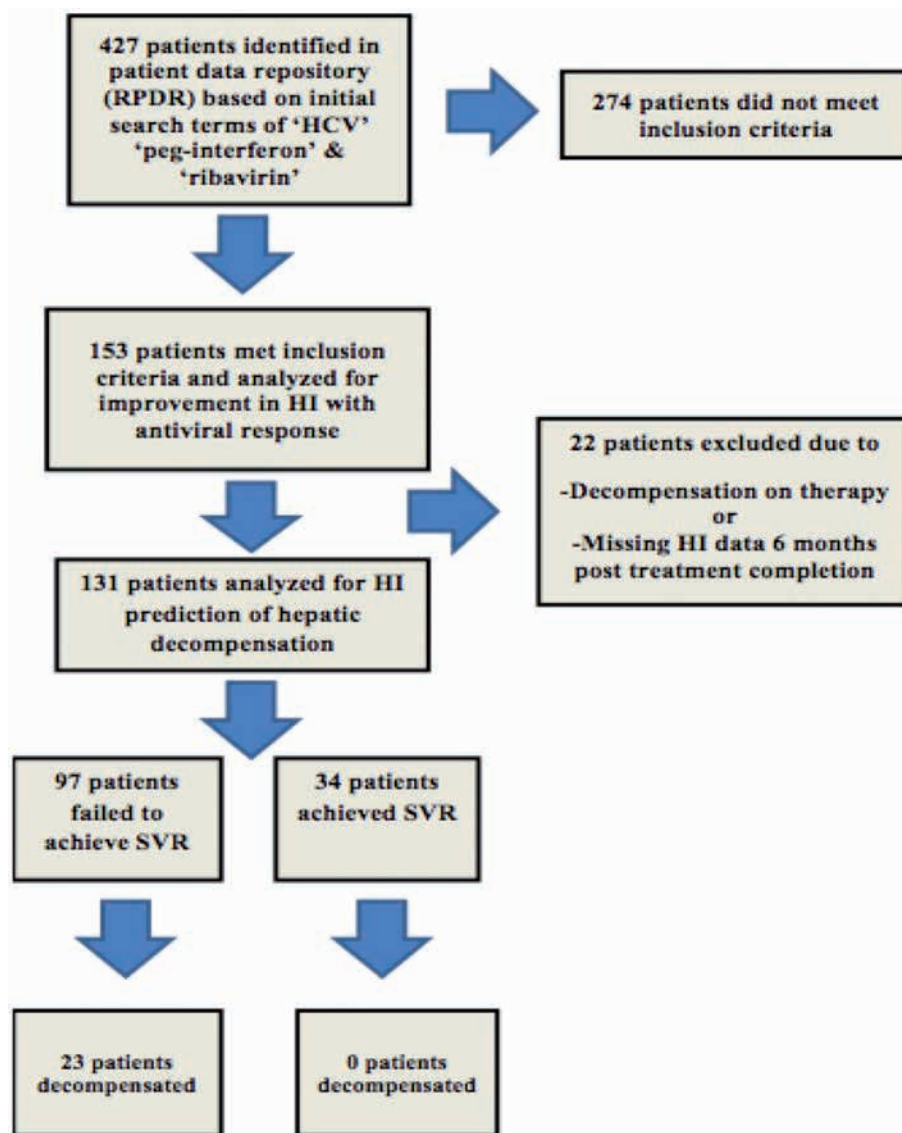 427 patients identified in
patient data repository
(RPDR) based on initial
search terms of ‘HCV’
‘peg-interferon’ &
‘ribavirin’
274 patients did not meet
inclusion criteria
153 patients met inclusion
criteria and analyzed for
improvement in HI with
antiviral response
22 patients excluded due to
-Decompensation on therapy
or
-Missing HI data 6 months
post treatment completion
131 patients analyzed for HI
prediction of hepatic
decompensation
97 patients
failed to
achieve SVR
34 patients
achieved SVR
23 patients
decompensated
0 patients
decompensated